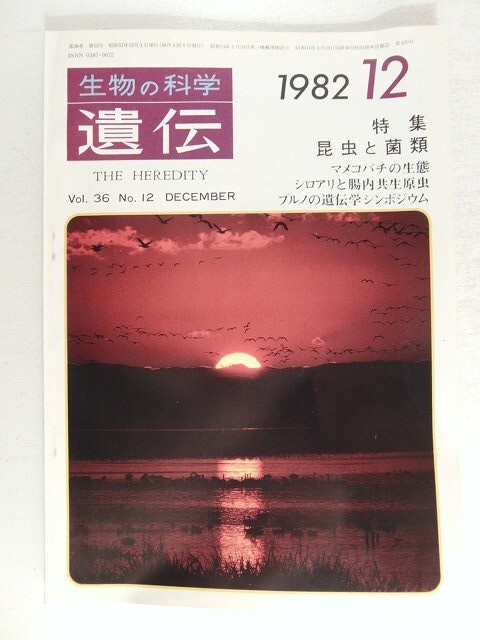 ISSN 0387-0022
生物の科学
遺伝
THE HEREDITY
Vol. 36 No. 12 DECEMBER
1982 12
特集
昆虫と菌類
マメコバチの生態
シロアリと腸内共生原虫
ブルノの遺伝学シンポジウム